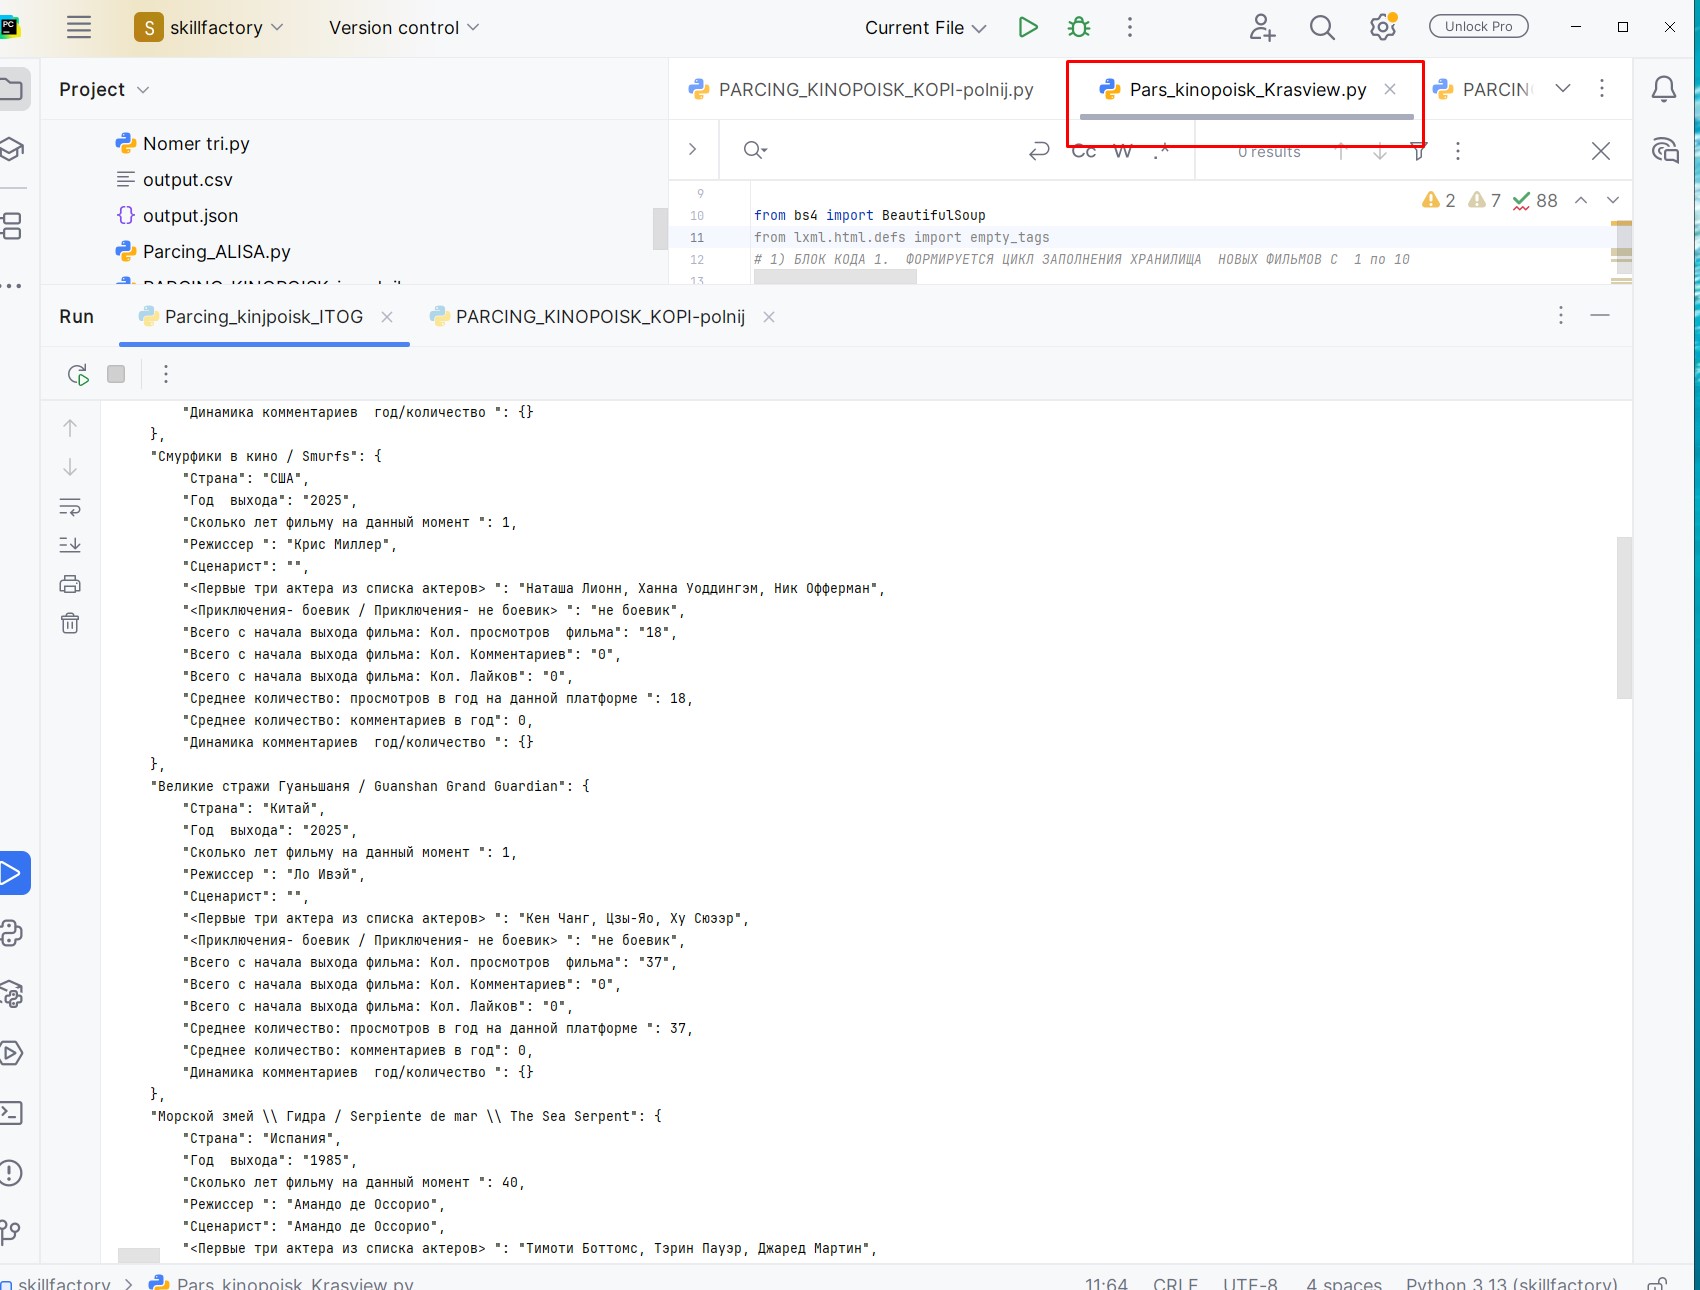 PC S skillfactory Version control Current File Unlock Pro
Project
PARCING_KINOPOISK_KOPI-polnij.py Pars_kinopoisk_Krasview.py PARCIN
Nomer tri.py
output.csv
output.json
Parcing_ALISA.py
Cc W .* 0 results
9
2 7 88
10 from bs4 import BeautifulSoup
11 from lxml.html.defs import empty_tags
12 # 1) БЛОК КОДА 1. ФОРМИРУЕТСЯ ЦИКЛ ЗАПОЛНЕНИЯ ХРАНИЛИЩА НОВЫХ ФИЛЬМОВ С 1 по 10
13
Run Parcing_kinjpoisk_ITOG PARCING_KINOPOISK_KOPI-polnij
"Динамика комментариев год/количество ": {}
},
"Смурфики в кино / Smurfs": {
"Страна": "США",
"Год выхода": "2025",
"Сколько лет фильму на данный момент ": 1,
"Режиссер ": "Крис Миллер",
"Сценарист": "",
"<Первые три актера из списка актеров> ": "Наташа Лионн, Ханна Уоддингэм, Ник Офферман",
"<Приключения- боевик / Приключения- не боевик> ": "не боевик",
"Всего с начала выхода фильма: Кол. просмотров фильма": "18",
"Всего с начала выхода фильма: Кол. Комментариев": "0",
"Всего с начала выхода фильма: Кол. Лайков": "0",
"Среднее количество: просмотров в год на данной платформе ": 18,
"Среднее количество: комментариев в год": 0,
"Динамика комментариев год/количество ": {}
},
"Великие стражи Гуаньшаня / Guanshan Grand Guardian": {
"Страна": "Китай",
"Год выхода": "2025",
"Сколько лет фильму на данный момент ": 1,
"Режиссер ": "Ло Ивэй",
"Сценарист": "",
"<Первые три актера из списка актеров> ": "Кен Чанг, Цзы-Яо, Ху Сюээр",
"<Приключения- боевик / Приключения- не боевик> ": "не боевик",
"Всего с начала выхода фильма: Кол. просмотров фильма": "37",
"Всего с начала выхода фильма: Кол. Комментариев": "0",
"Всего с начала выхода фильма: Кол. Лайков": "0",
"Среднее количество: просмотров в год на данной платформе ": 37,
"Среднее количество: комментариев в год": 0,
"Динамика комментариев год/количество ": {}
},
"Морской змей \\ Гидра / Serpiente de mar \\ The Sea Serpent": {
"Страна": "Испания",
"Год выхода": "1985",
"Сколько лет фильму на данный момент ": 40,
"Режиссер ": "Амандо де Оссорио",
"Сценарист": "Амандо де Оссорио",
"<Первые три актера из списка актеров> ": "Тимоти Боттомс, Тэрин Пауэр, Джаред Мартин",
skillfactory > Pars_kinopoisk_Krasview.py 11:64 CRLF UTF-8 4 spaces Python 3.13 (skillfactory)